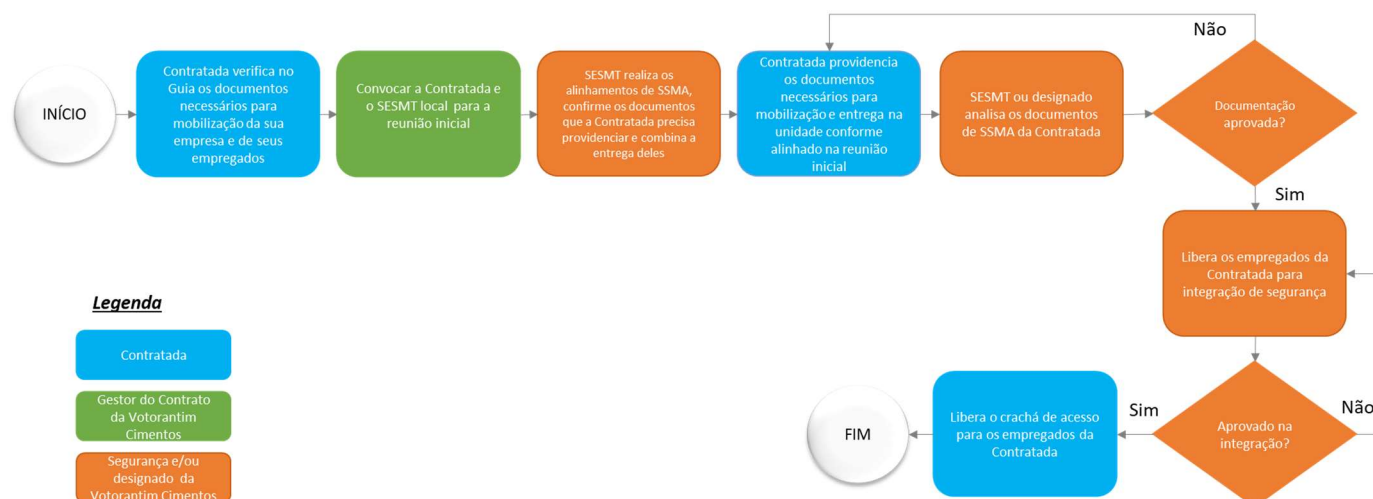 Não
INÍCIO
Contratada verifica no
Guia os documentos
necessários para
mobilização da sua
empresa e de seus
empregados
Convocar a Contratada e
o SESMT local para a
reunião inicial
SESMT realiza os
alinhamentos de SSMA,
confirme os documentos
que a Contratada precisa
providenciar e combina a
entrega deles
Contratada providencia
os documentos
necessários para
mobilização e entrega na
unidade conforme
alinhado na reunião
inicial
SESMT ou designado
analisa os documentos
de SSMA da Contratada
Documentação
aprovada?
Sim
Libera os empregados da
Contratada para
integração de segurança
Legenda
Contratada
Gestor do Contrato
da Votorantim
Cimentos
Segurança e/ou
designado da
Votorantim Cimentos
FIM
Libera o crachá de acesso
para os empregados da
Contratada
Sim
Aprovado na
integração?
Não